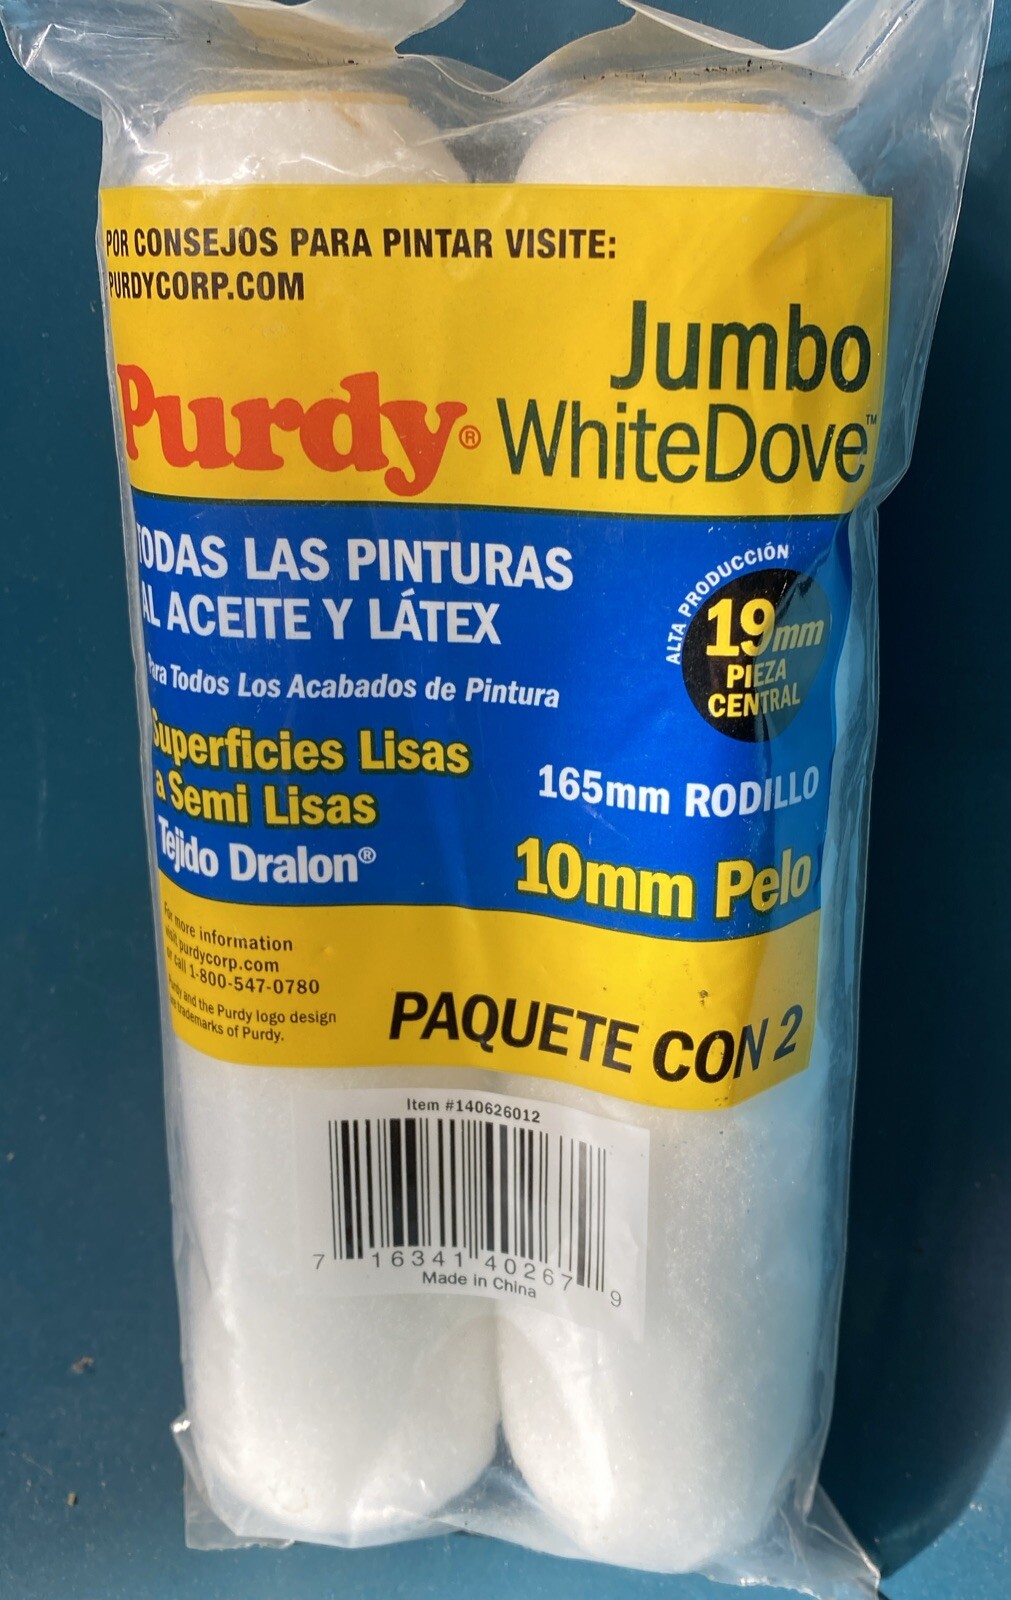 POR CONSEJOS PARA PINTAR VISITE:
PURDYCORP.COM
Jumbo
Purdy® WhiteDove™
TODAS LAS PINTURAS
AL ACEITE Y LÁTEX
Para Todos Los Acabados de Pintura
ALTA PRODUCCIÓN
19mm
PIEZA
CENTRAL
Superficies Lisas
a Semi Lisas
Tejido Dralon®
165mm RODILLO
10mm Pelo
For more information
visit purdycorp.com
or call 1-800-547-0780
Purdy and the Purdy logo design
are trademarks of Purdy.
PAQUETE CON 2
Item #140626012
7 16341 40267 9
Made in China